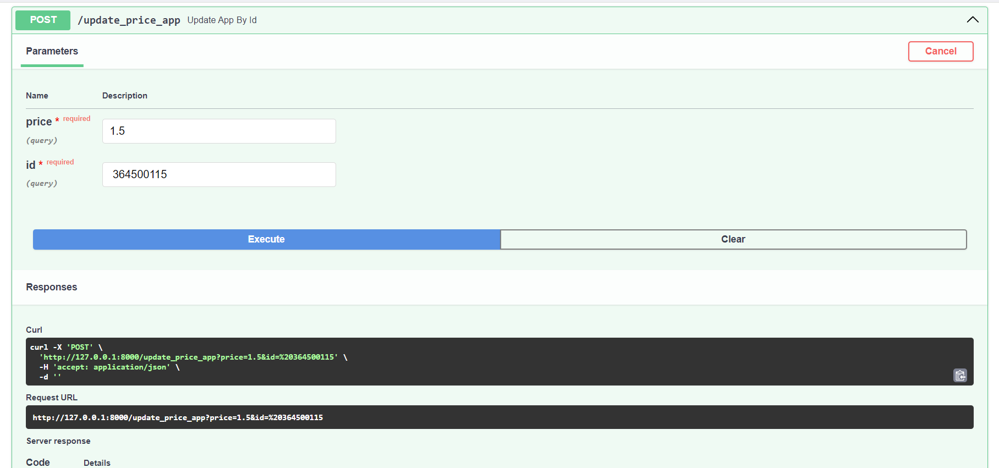 POST /update_price_app Update App By Id
Parameters
Cancel
Name Description
price * required
(query)
1.5
id * required
(query)
364500115
Execute Clear
Responses
Curl
curl -X 'POST' \
'http://127.0.0.1:8000/update_price_app?price=1.5&id=%20364500115' \
-H 'accept: application/json' \
-d ''
Request URL
http://127.0.0.1:8000/update_price_app?price=1.5&id=%20364500115
Server response
Code Details